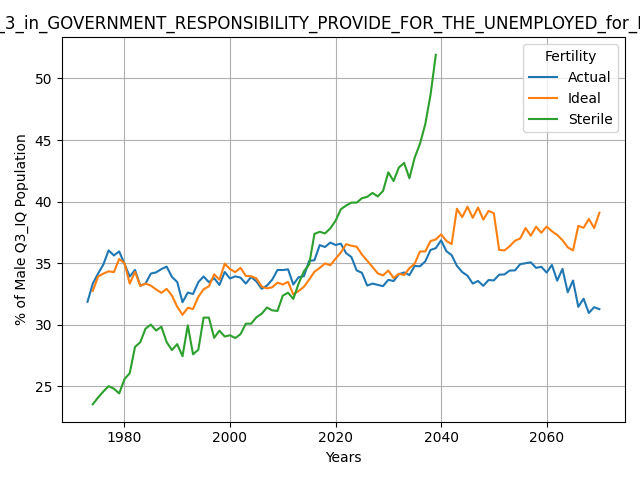 _3_in_GOVERNMENT_RESPONSIBILITY_PROVIDE_FOR_THE_UNEMPLOYED_for_
Fertility
Actual
Ideal
Sterile
% of Male Q3_IQ Population
50
45
40
35
30
25
1980
2000
2020
2040
2060
Years